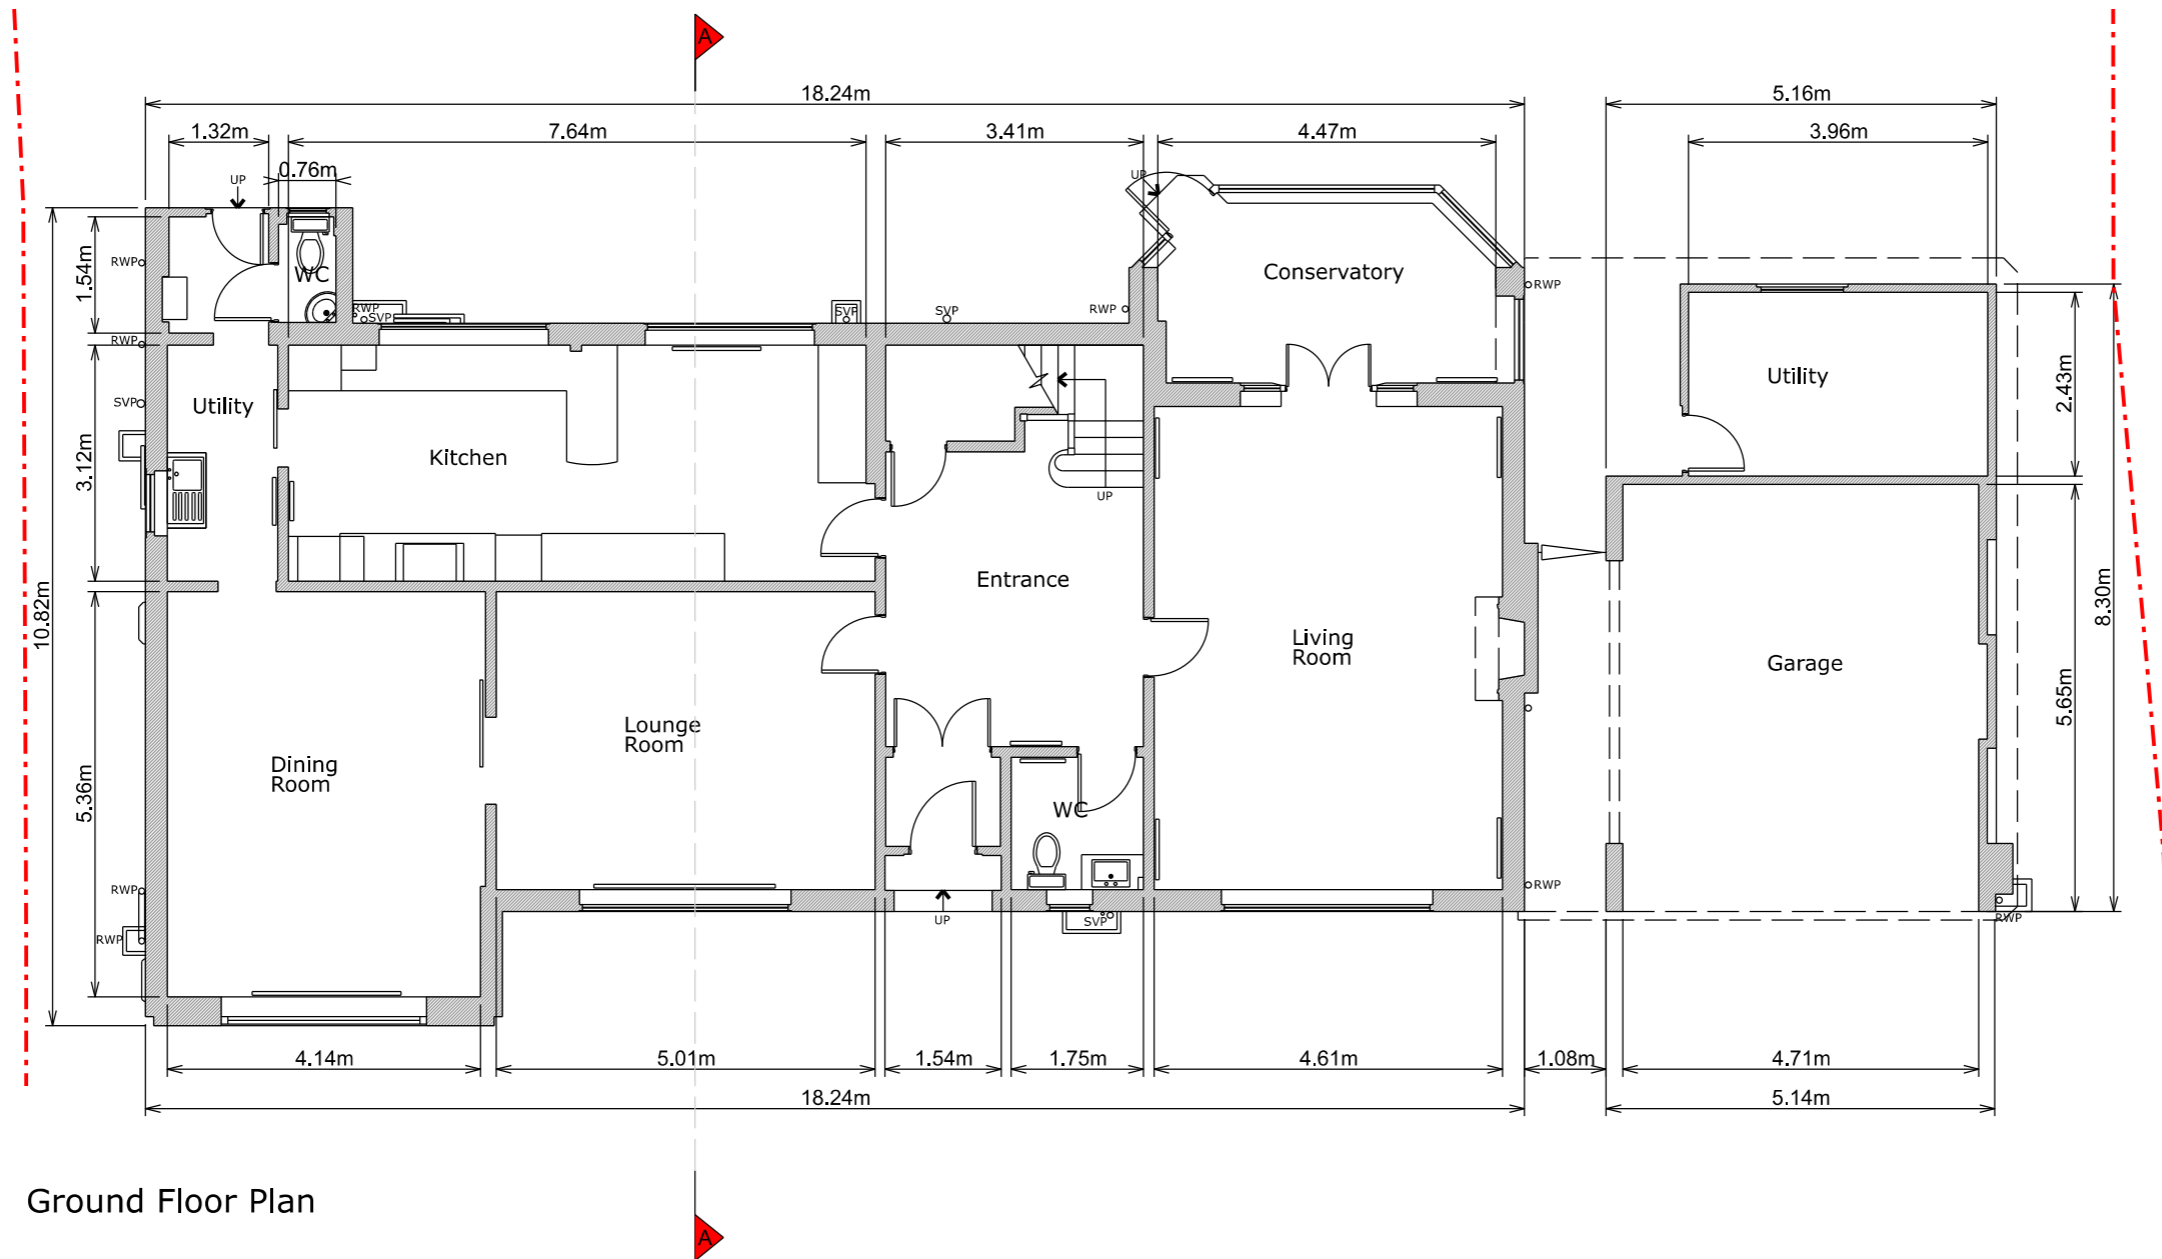 A
18.24m
5.16m
1.32m
7.64m
3.41m
4.47m
3.96m
0.76m
UP
UP
RWP
1.54m
WC
Conservatory
RWP
RWP
SVP
SVP
SVP
RWP
RWP
Utility
2.43m
SVP
Utility
3.12m
Kitchen
UP
10.82m
Entrance
8.30m
Living
Room
Garage
5.65m
Lounge
Room
Dining
Room
5.36m
WC
RWP
RWP
RWP
UP
SVP
RWP
4.14m
5.01m
1.54m
1.75m
4.61m
1.08m
4.71m
18.24m
5.14m
Ground Floor Plan
A